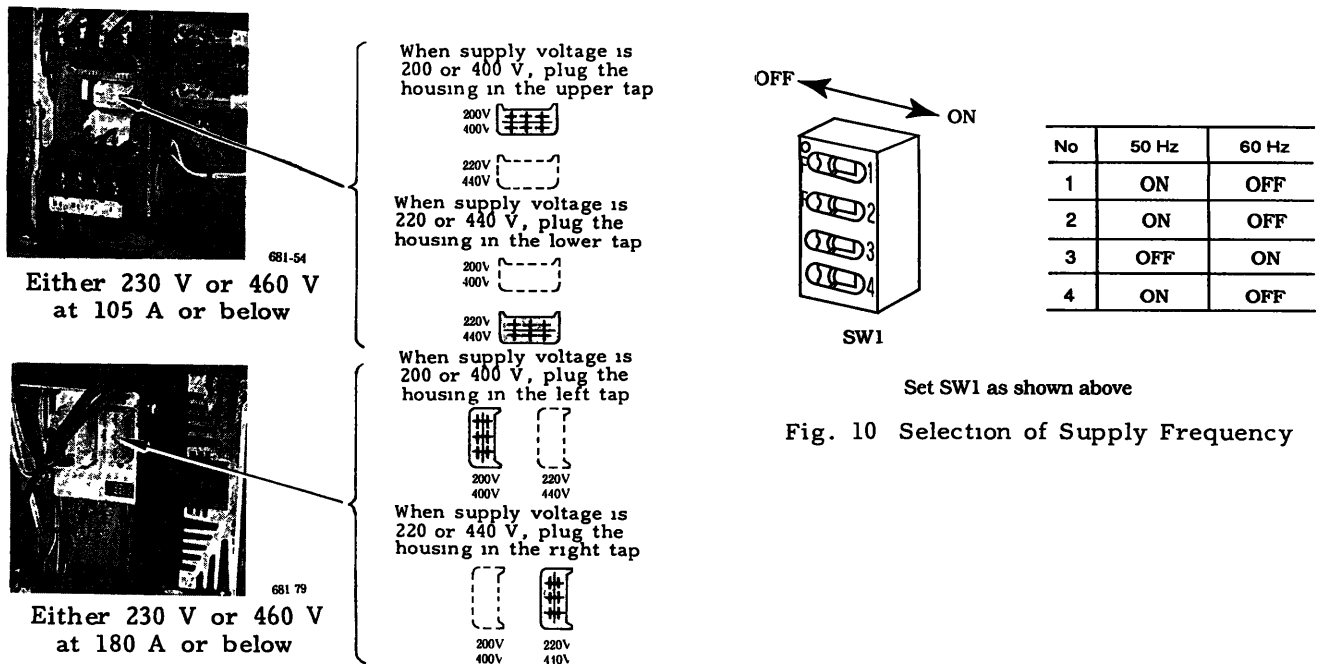 681-54
Either 230 V or 460 V
at 105 A or below
When supply voltage is
200 or 400 V, plug the
housing in the upper tap
200V
400V
220V
440V
When supply voltage is
220 or 440 V, plug the
housing in the lower tap
200V
400V
220V
440V
681 79
Either 230 V or 460 V
at 180 A or below
When supply voltage is
200 or 400 V, plug the
housing in the left tap
200V 220V
400V 440V
When supply voltage is
220 or 440 V, plug the
housing in the right tap
200V 220V
400V
OFF
ON
1
2
3
4
SW1
No 50 Hz 60 Hz
1 ON OFF
2 ON OFF
3 OFF ON
4 ON OFF
Set SW1 as shown above
Fig. 10 Selection of Supply Frequency